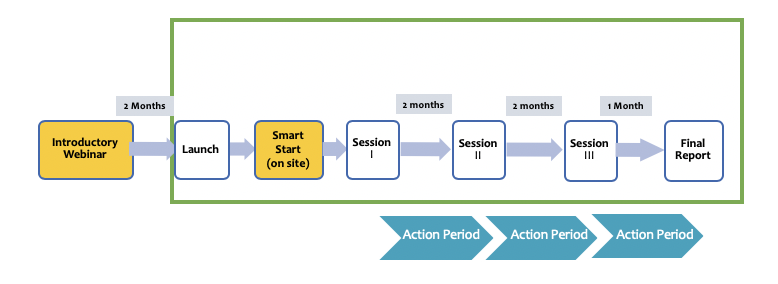 2 Months
2 months
2 months
1 Month
Introductory
Webinar
Launch
Smart
Start
(on site)
Session
I
Session
II
Session
III
Final
Report
Action Period
Action Period
Action Period